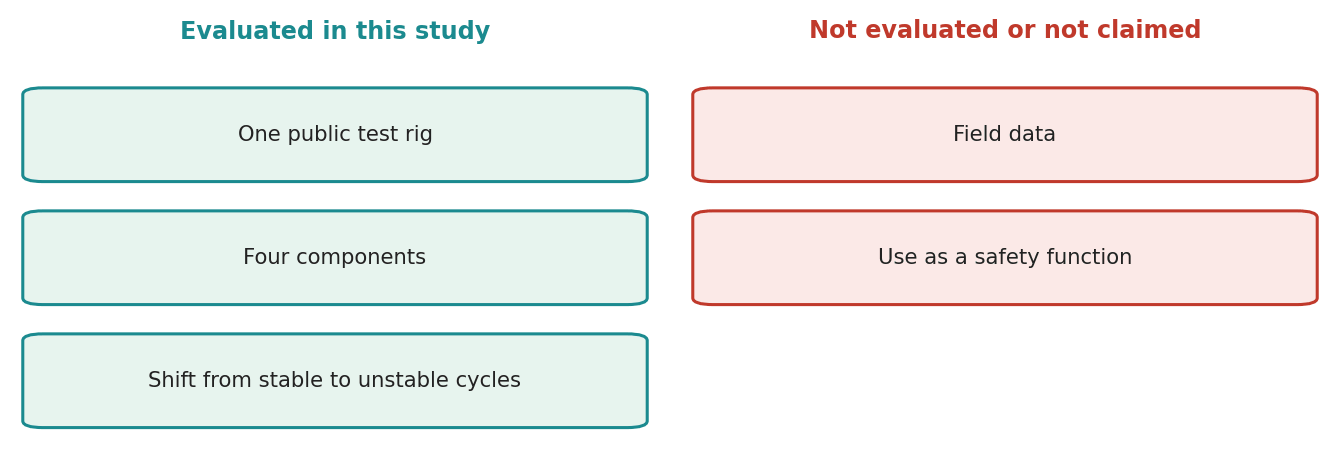 Evaluated in this study
One public test rig
Four components
Shift from stable to unstable cycles
Not evaluated or not claimed
Field data
Use as a safety function